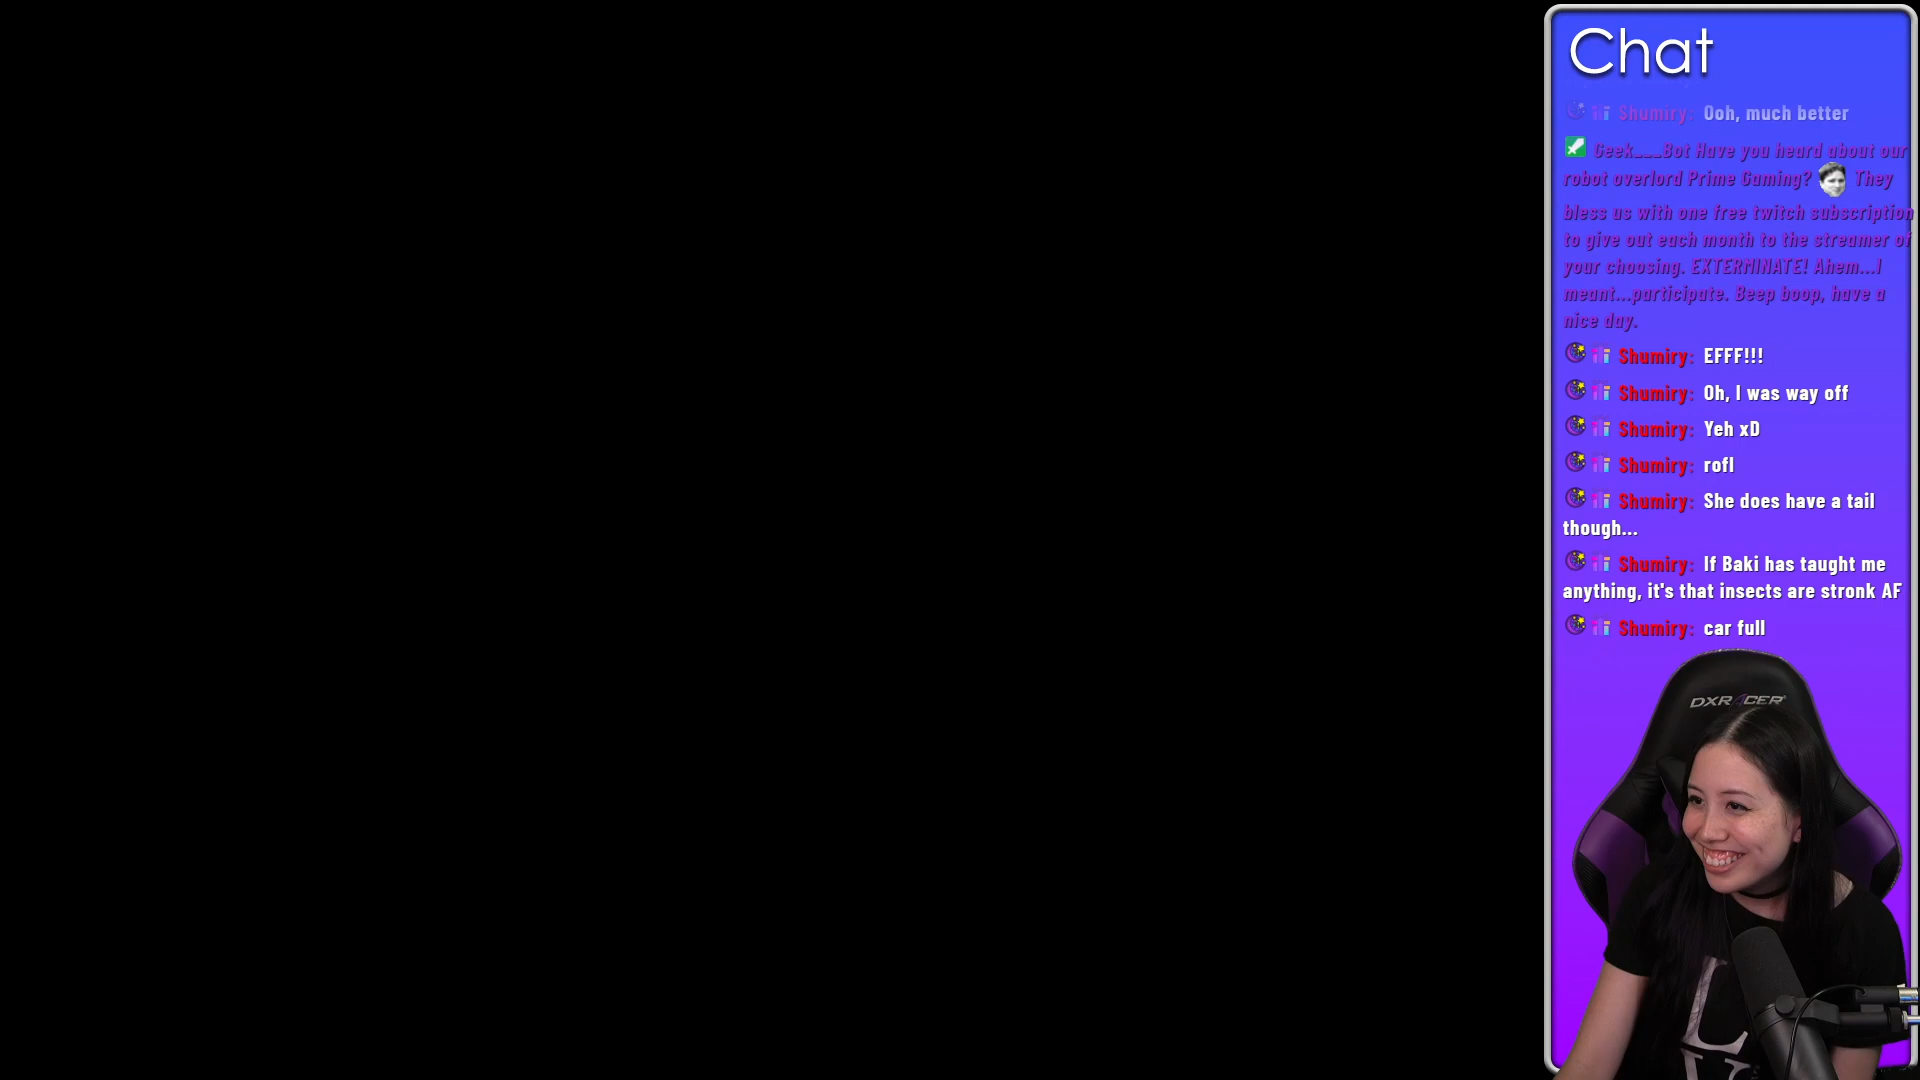 Chat
Shumiry: Ooh, much better
Geek___Bot Have you heard about our
robot overlord Prime Gaming? They
bless us with one free twitch subscription
to give out each month to the streamer of
your choosing. EXTERMINATE! Ahem...I
meant...participate. Beep boop, have a
nice day.
Shumiry: EFFF!!!
Shumiry: Oh, I was way off
Shumiry: Yeh xD
Shumiry: rofl
Shumiry: She does have a tail
though...
Shumiry: If Baki has taught me
anything, it's that insects are stronk AF
Shumiry: car full
DXRACER